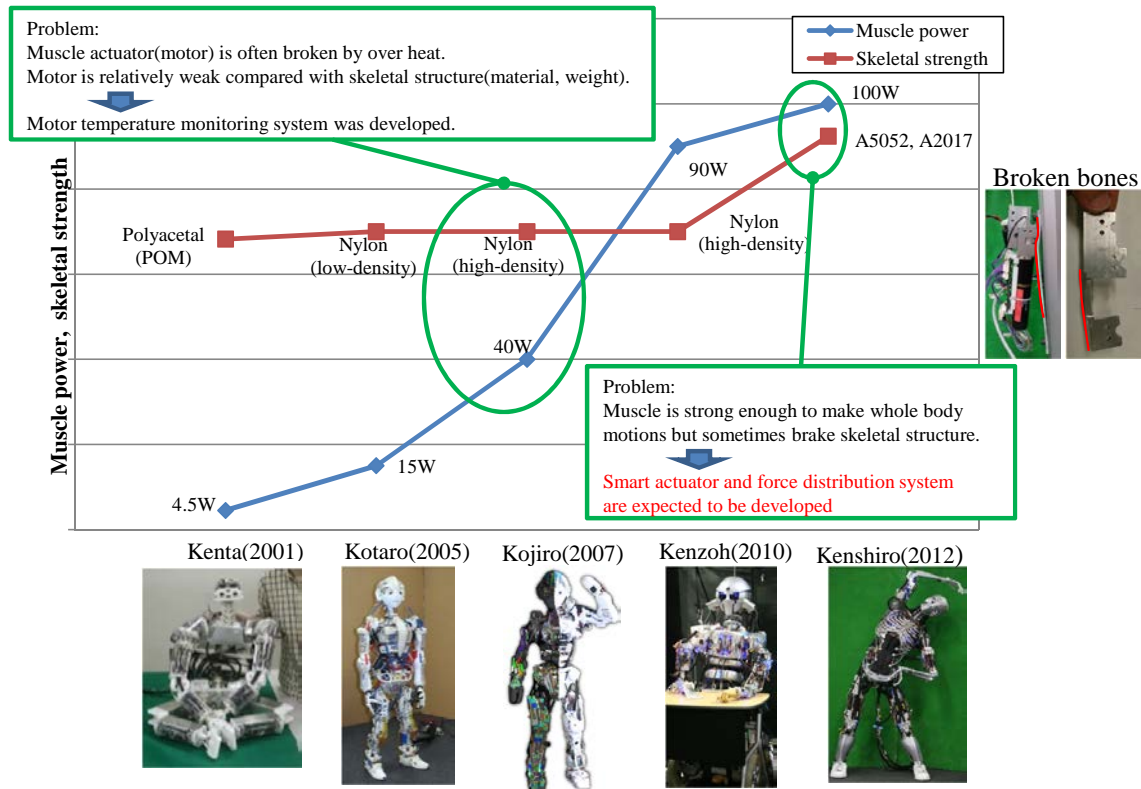 Problem:
Muscle actuator(motor) is often broken by over heat.
Motor is relatively weak compared with skeletal structure(material, weight).
Motor temperature monitoring system was developed.
Muscle power
Skeletal strength
100W
A5052, A2017
90W
Broken bones
Polyacetal
(POM)
Nylon
(low-density)
Nylon
(high-density)
Nylon
(high-density)
40W
15W
4.5W
Muscle power, skeletal strength
Problem:
Muscle is strong enough to make whole body
motions but sometimes brake skeletal structure.
Smart actuator and force distribution system
are expected to be developed
Kenta(2001)
Kotaro(2005)
Kojiro(2007)
Kenzoh(2010)
Kenshiro(2012)